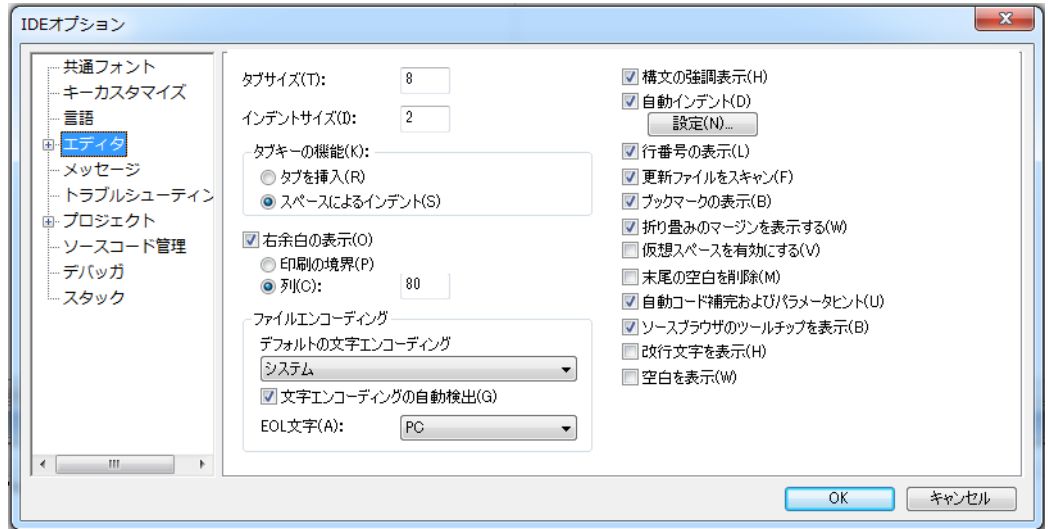 IDEオプション
共通フォント
キーカスタマイズ
言語
エディタ
メッセージ
トラブルシューティン
プロジェクト
ソースコード管理
デバッガ
スタック
タブサイズ(T): 8
インデントサイズ(I): 2
タブキーの機能(K):
タブを挿入(R)
スペースによるインデント(S)
右余白の表示(O)
印刷の境界(P)
列(C): 80
ファイルエンコーディング
デフォルトの文字エンコーディング
システム
文字エンコーディングの自動検出(G)
EOL文字(A): PC
構文の強調表示(H)
自動インデント(D)
設定(N)...
行番号の表示(L)
更新ファイルをスキャン(F)
ブックマークの表示(B)
折り畳みのマージンを表示する(W)
仮想スペースを有効にする(V)
末尾の空白を削除(M)
自動コード補完およびパラメータヒント(U)
ソースブラウザのツールチップを表示(B)
改行文字を表示(H)
空白を表示(W)
OK
キャンセル